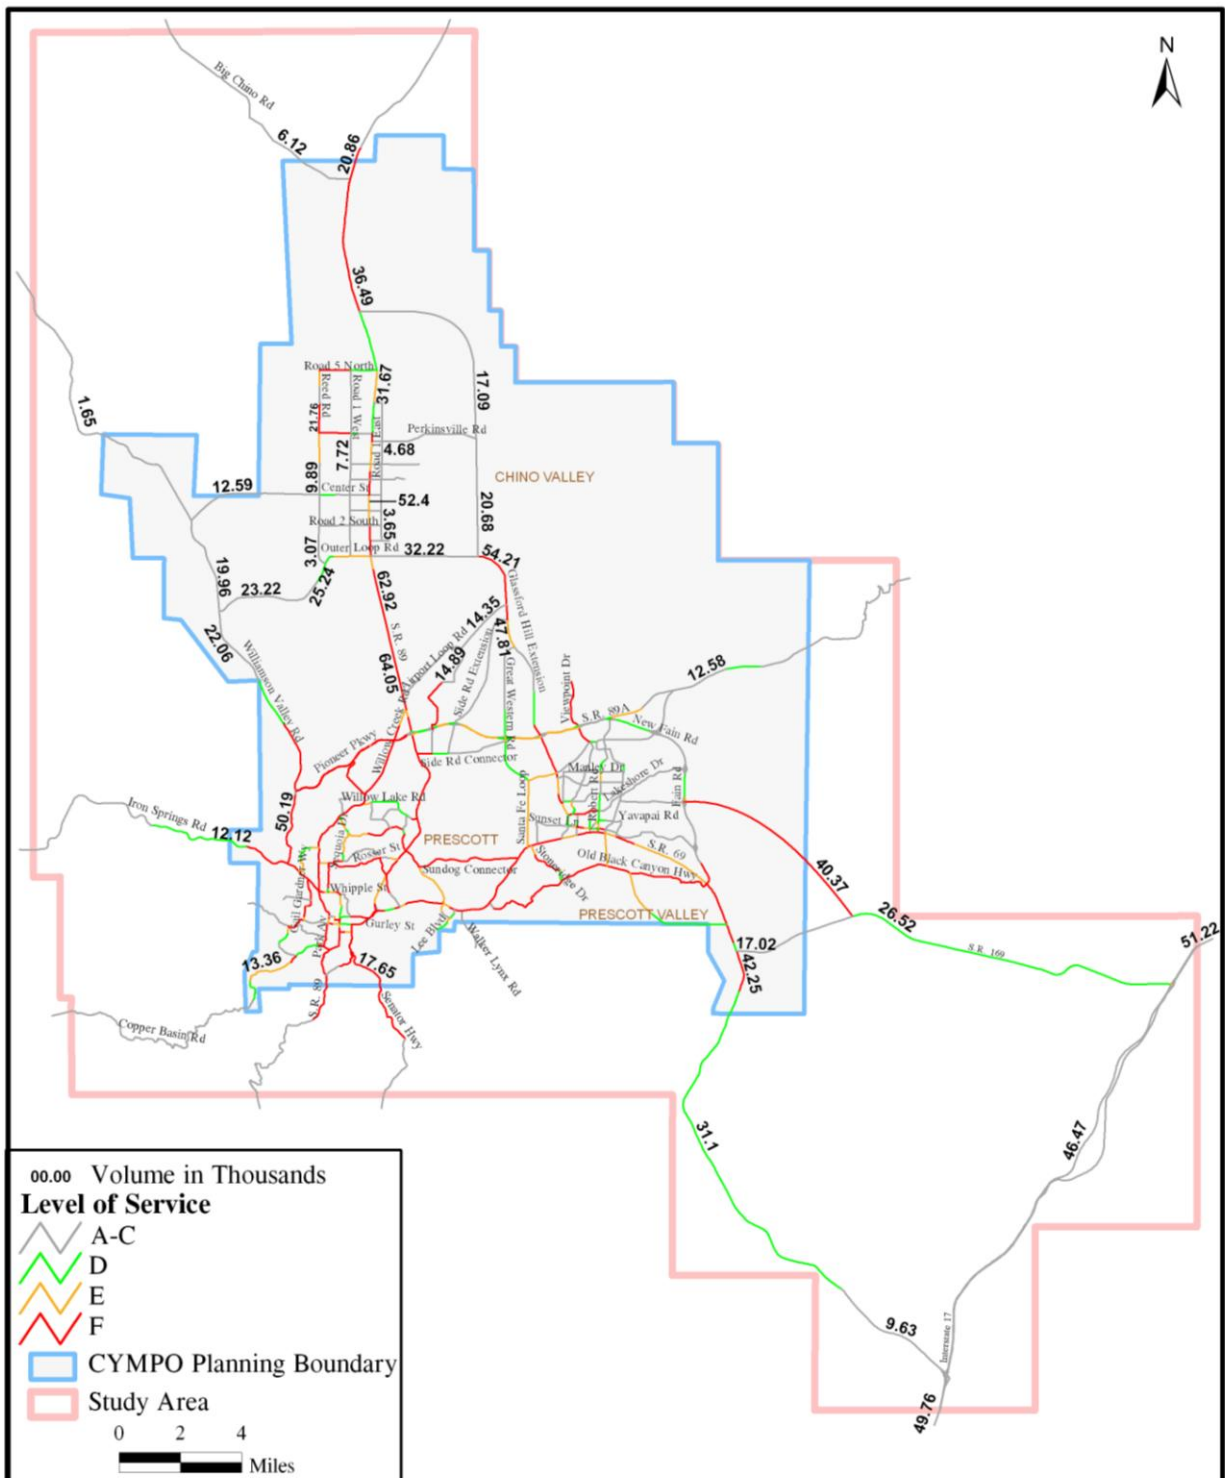 N
Big Chino Rd
6.12
20.86
36.49
Road 5 North
31.67
17.09
Reed Rd
Road 1 West
1.65
21.76
Road 1 East
Perkinsville Rd
7.72
4.68
9.89
CHINO VALLEY
12.59
Center St
52.4
20.68
3.65
Road 2 South
3.07
Outer Loop Rd
32.22
54.21
19.96
23.22
25.24
62.92
Glassford Hill Extension
14.35
S.R. 89
Airport Loop Rd
47.81
22.06
Williamson Valley Rd
64.05
14.89
Side Rd Extension
Great Western Rd
Viewpoint Dr
12.58
Willow Creek Rd
S.R. 89A
New Fain Rd
Pioneer Pkwy
Side Rd Connector
Manley Dr
Lakeshore Dr
Fain Rd
Robert Rd
Santa Fe Loop
Willow Lake Rd
Iron Springs Rd
50.19
12.12
Sunset Ln
Yavapai Rd
PRESCOTT
S.R. 69
Rosser St
Old Black Canyon Hwy
Sundog Connector
Stoneridge Dr
40.37
Gail Gardner Wy
Whipple St
PRESCOTT VALLEY
26.52
Gurley St
Lee Blvd
Walker Lynx Rd
S.R. 169
51.22
17.02
13.36
17.65
42.25
S.R. 89
Senator Hwy
Copper Basin Rd
31.1
46.47
00.00 Volume in Thousands
Level of Service
A-C
D
E
F
CYMPO Planning Boundary
Study Area
0 2 4
Miles
9.63
Interstate 17
49.76